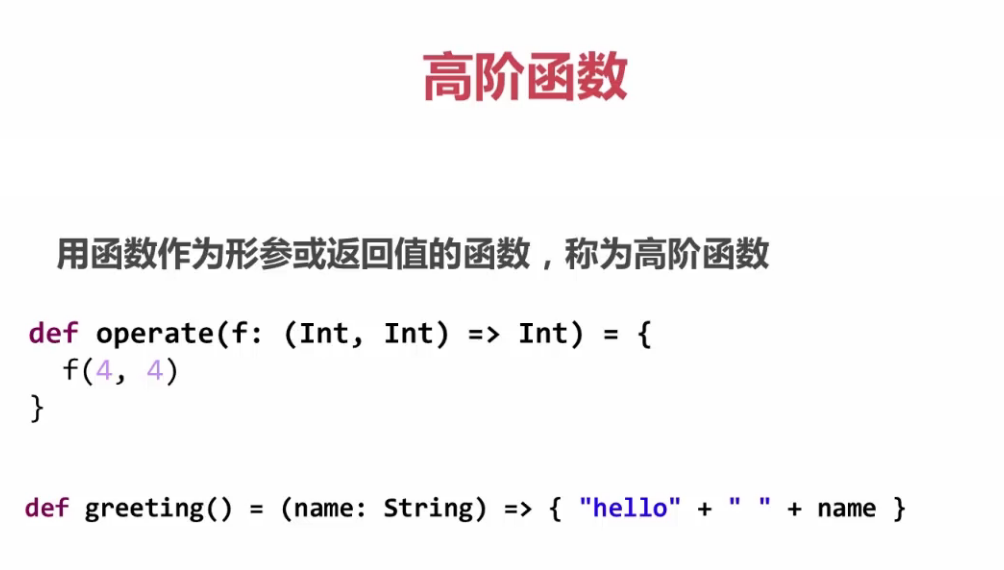 高阶函数
用函数作为形参或返回值的函数，称为高阶函数
def operate(f: (Int, Int) => Int) = {
  f(4, 4)
}
def greeting() = (name: String) => { "hello" + " " + name }